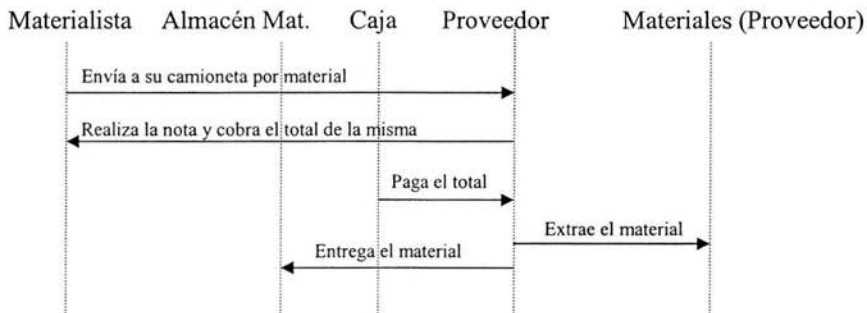 Materialista Almacén Mat. Caja Proveedor Materiales (Proveedor)
Envía a su camioneta por material
Realiza la nota y cobra el total de la misma
Paga el total
Extrae el material
Entrega el material